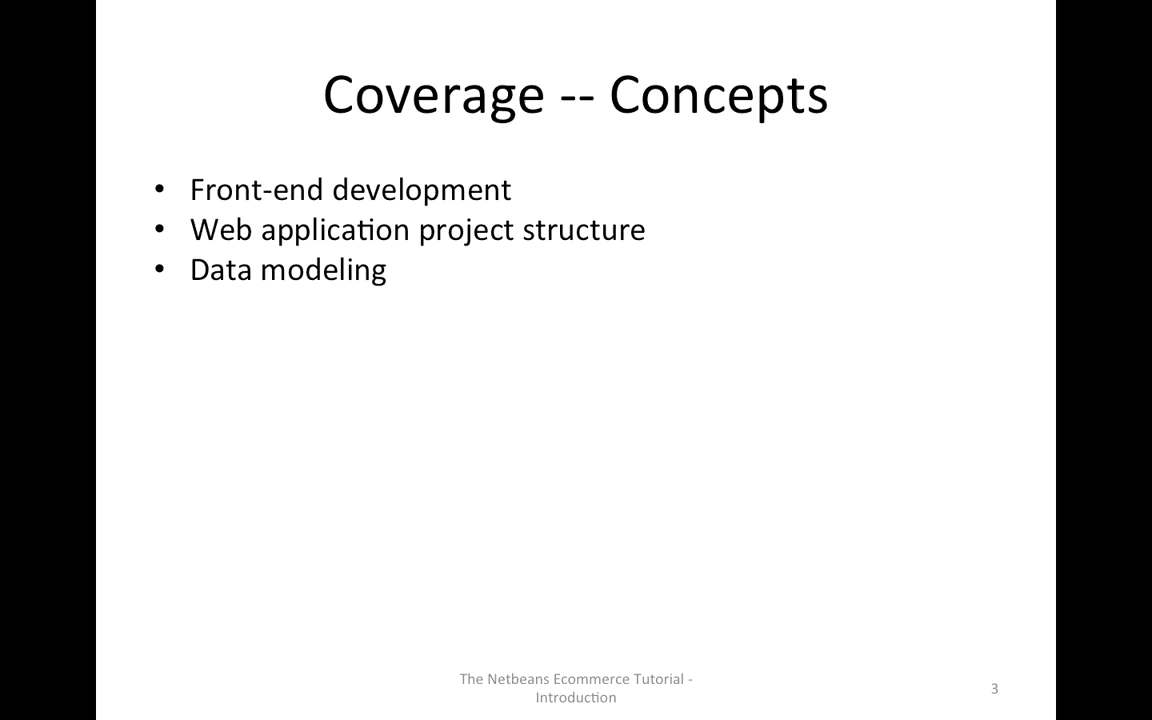 Coverage -- Concepts
• Front-end development
• Web application project structure
• Data modeling
The Netbeans Ecommerce Tutorial -
Introduction
3